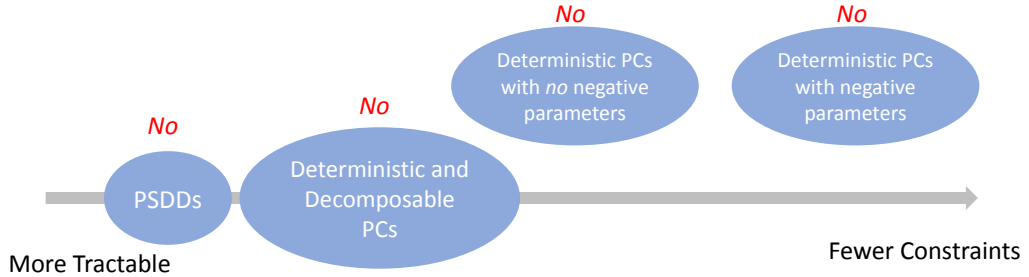 No
Deterministic PCs
with no negative
parameters
No
Deterministic PCs
with negative
parameters
No
Deterministic and
Decomposable
PCs
No
PSDDs
More Tractable
Fewer Constraints